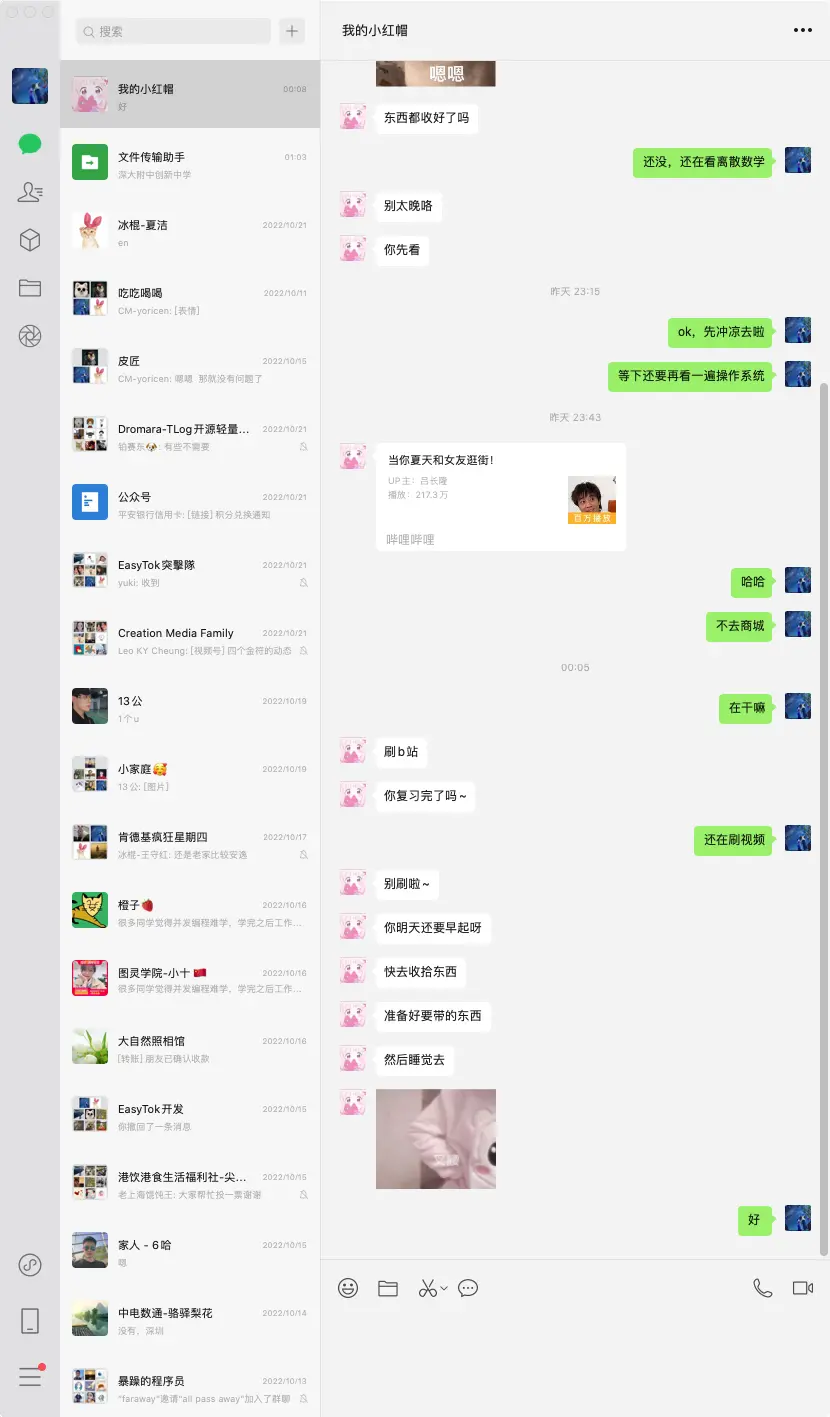 搜索
我的小红帽
00:08
好
文件传输助手
01:03
深大附中创新中学
冰棍-夏洁
2022/10/21
en
吃吃喝喝
2022/10/11
CM-yoricen: [表情]
皮匠
2022/10/15
CM-yoricen: 嗯嗯 那就没有问题了
Dromara-TLog开源轻量...
2022/10/21
铂赛东🐶: 有些不需要
公众号
2022/10/21
平安银行信用卡: [链接] 积分兑换通知
EasyTok突擊隊
2022/10/21
yuki: 收到
Creation Media Family
2022/10/21
Leo KY Cheung: [视频号] 四个金符的动态
13公
2022/10/19
1个u
小家庭🥰
2022/10/19
13公: [图片]
肯德基疯狂星期四
2022/10/17
冰棍-王守红: 还是老家比较安逸
橙子🍓
2022/10/16
很多同学觉得并发编程难学，学完之后工作...
图灵学院-小十🇨🇳
2022/10/16
很多同学觉得并发编程难学，学完之后工作...
大自然照相馆
2022/10/16
[转账] 朋友已确认收款
EasyTok开发
2022/10/15
你撤回了一条消息
港饮港食生活福利社-尖...
2022/10/15
老上海馄饨王: 大家帮忙投一票谢谢
家人 - 6哈
2022/10/15
嗯
中电数通-骆驿梨花
2022/10/14
没有，深圳
暴躁的程序员
2022/10/13
"faraway"邀请"all pass away"加入了群聊
我的小红帽
嗯嗯
东西都收好了吗
还没，还在看离散数学
别太晚咯
你先看
昨天 23:15
ok，先冲凉去啦
等下还要再看一遍操作系统
昨天 23:43
当你夏天和女友逛街！
UP主：吕长隆
播放：217.3万
百万播放
哔哩哔哩
哈哈
不去商城
00:05
在干嘛
刷b站
你复习完了吗~
还在刷视频
别刷啦~
你明天还要早起呀
快去收拾东西
准备好要带的东西
然后睡觉去
好